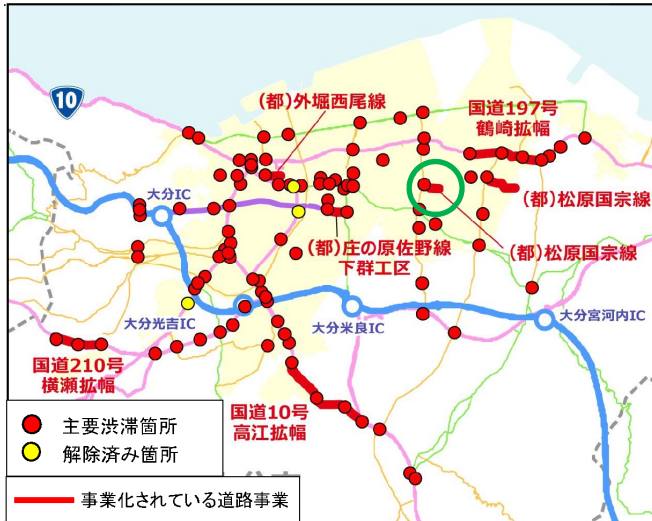 10
(都)外堀西尾線
国道197号
鶴崎拡幅
大分IC
(都)松原国宗線
(都)松原国宗線
(都)庄の原佐野線
下群工区
大分光吉IC
大分米良IC
大分宮河内IC
国道210号
横瀬拡幅
国道10号
高江拡幅
主要渋滞箇所
解除済み箇所
事業化されている道路事業